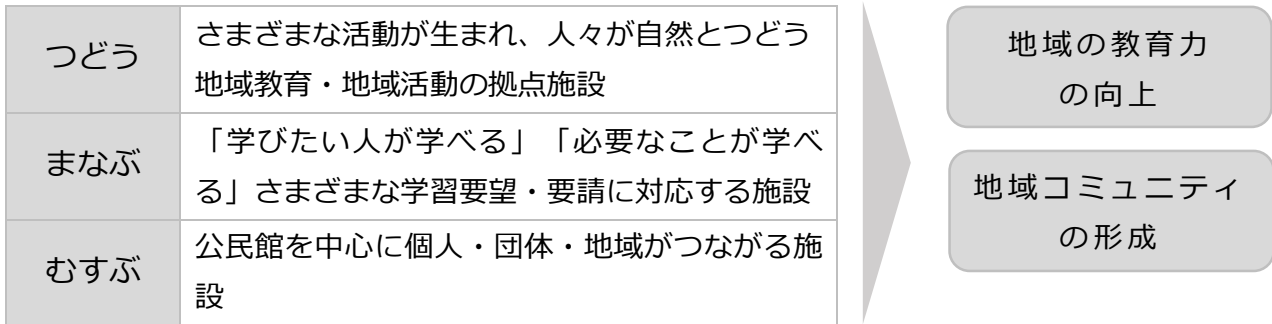 つどう
さまざまな活動が生まれ、人々が自然とつどう
地域教育・地域活動の拠点施設
まなぶ
「学びたい人が学べる」「必要なことが学べ
る」さまざまな学習要望・要請に対応する施設
むすぶ
公民館を中心に個人・団体・地域がつながる施
設
地域の教育力
の向上
地域コミュニティ
の形成